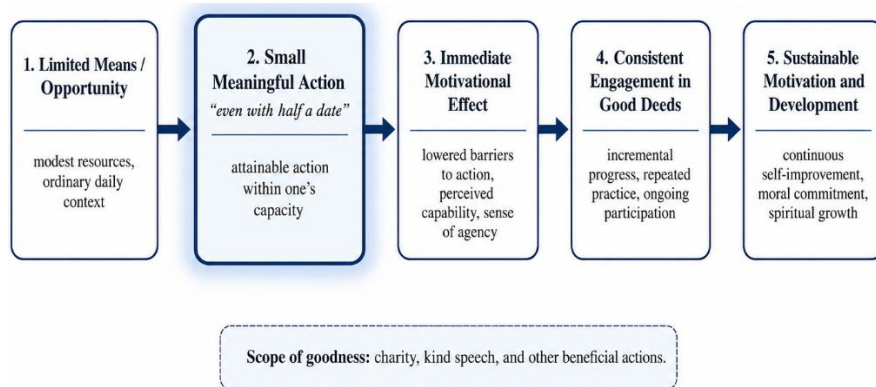 1. Limited Means /
Opportunity
modest resources,
ordinary daily
context
2. Small
Meaningful Action
“even with half a date”
attainable action
within one’s
capacity
3. Immediate
Motivational
Effect
lowered barriers
to action,
perceived
capability, sense
of agency
4. Consistent
Engagement in
Good Deeds
incremental
progress, repeated
practice, ongoing
participation
5. Sustainable
Motivation and
Development
continuous
self-improvement,
moral commitment,
spiritual growth
Scope of goodness: charity, kind speech, and other beneficial actions.